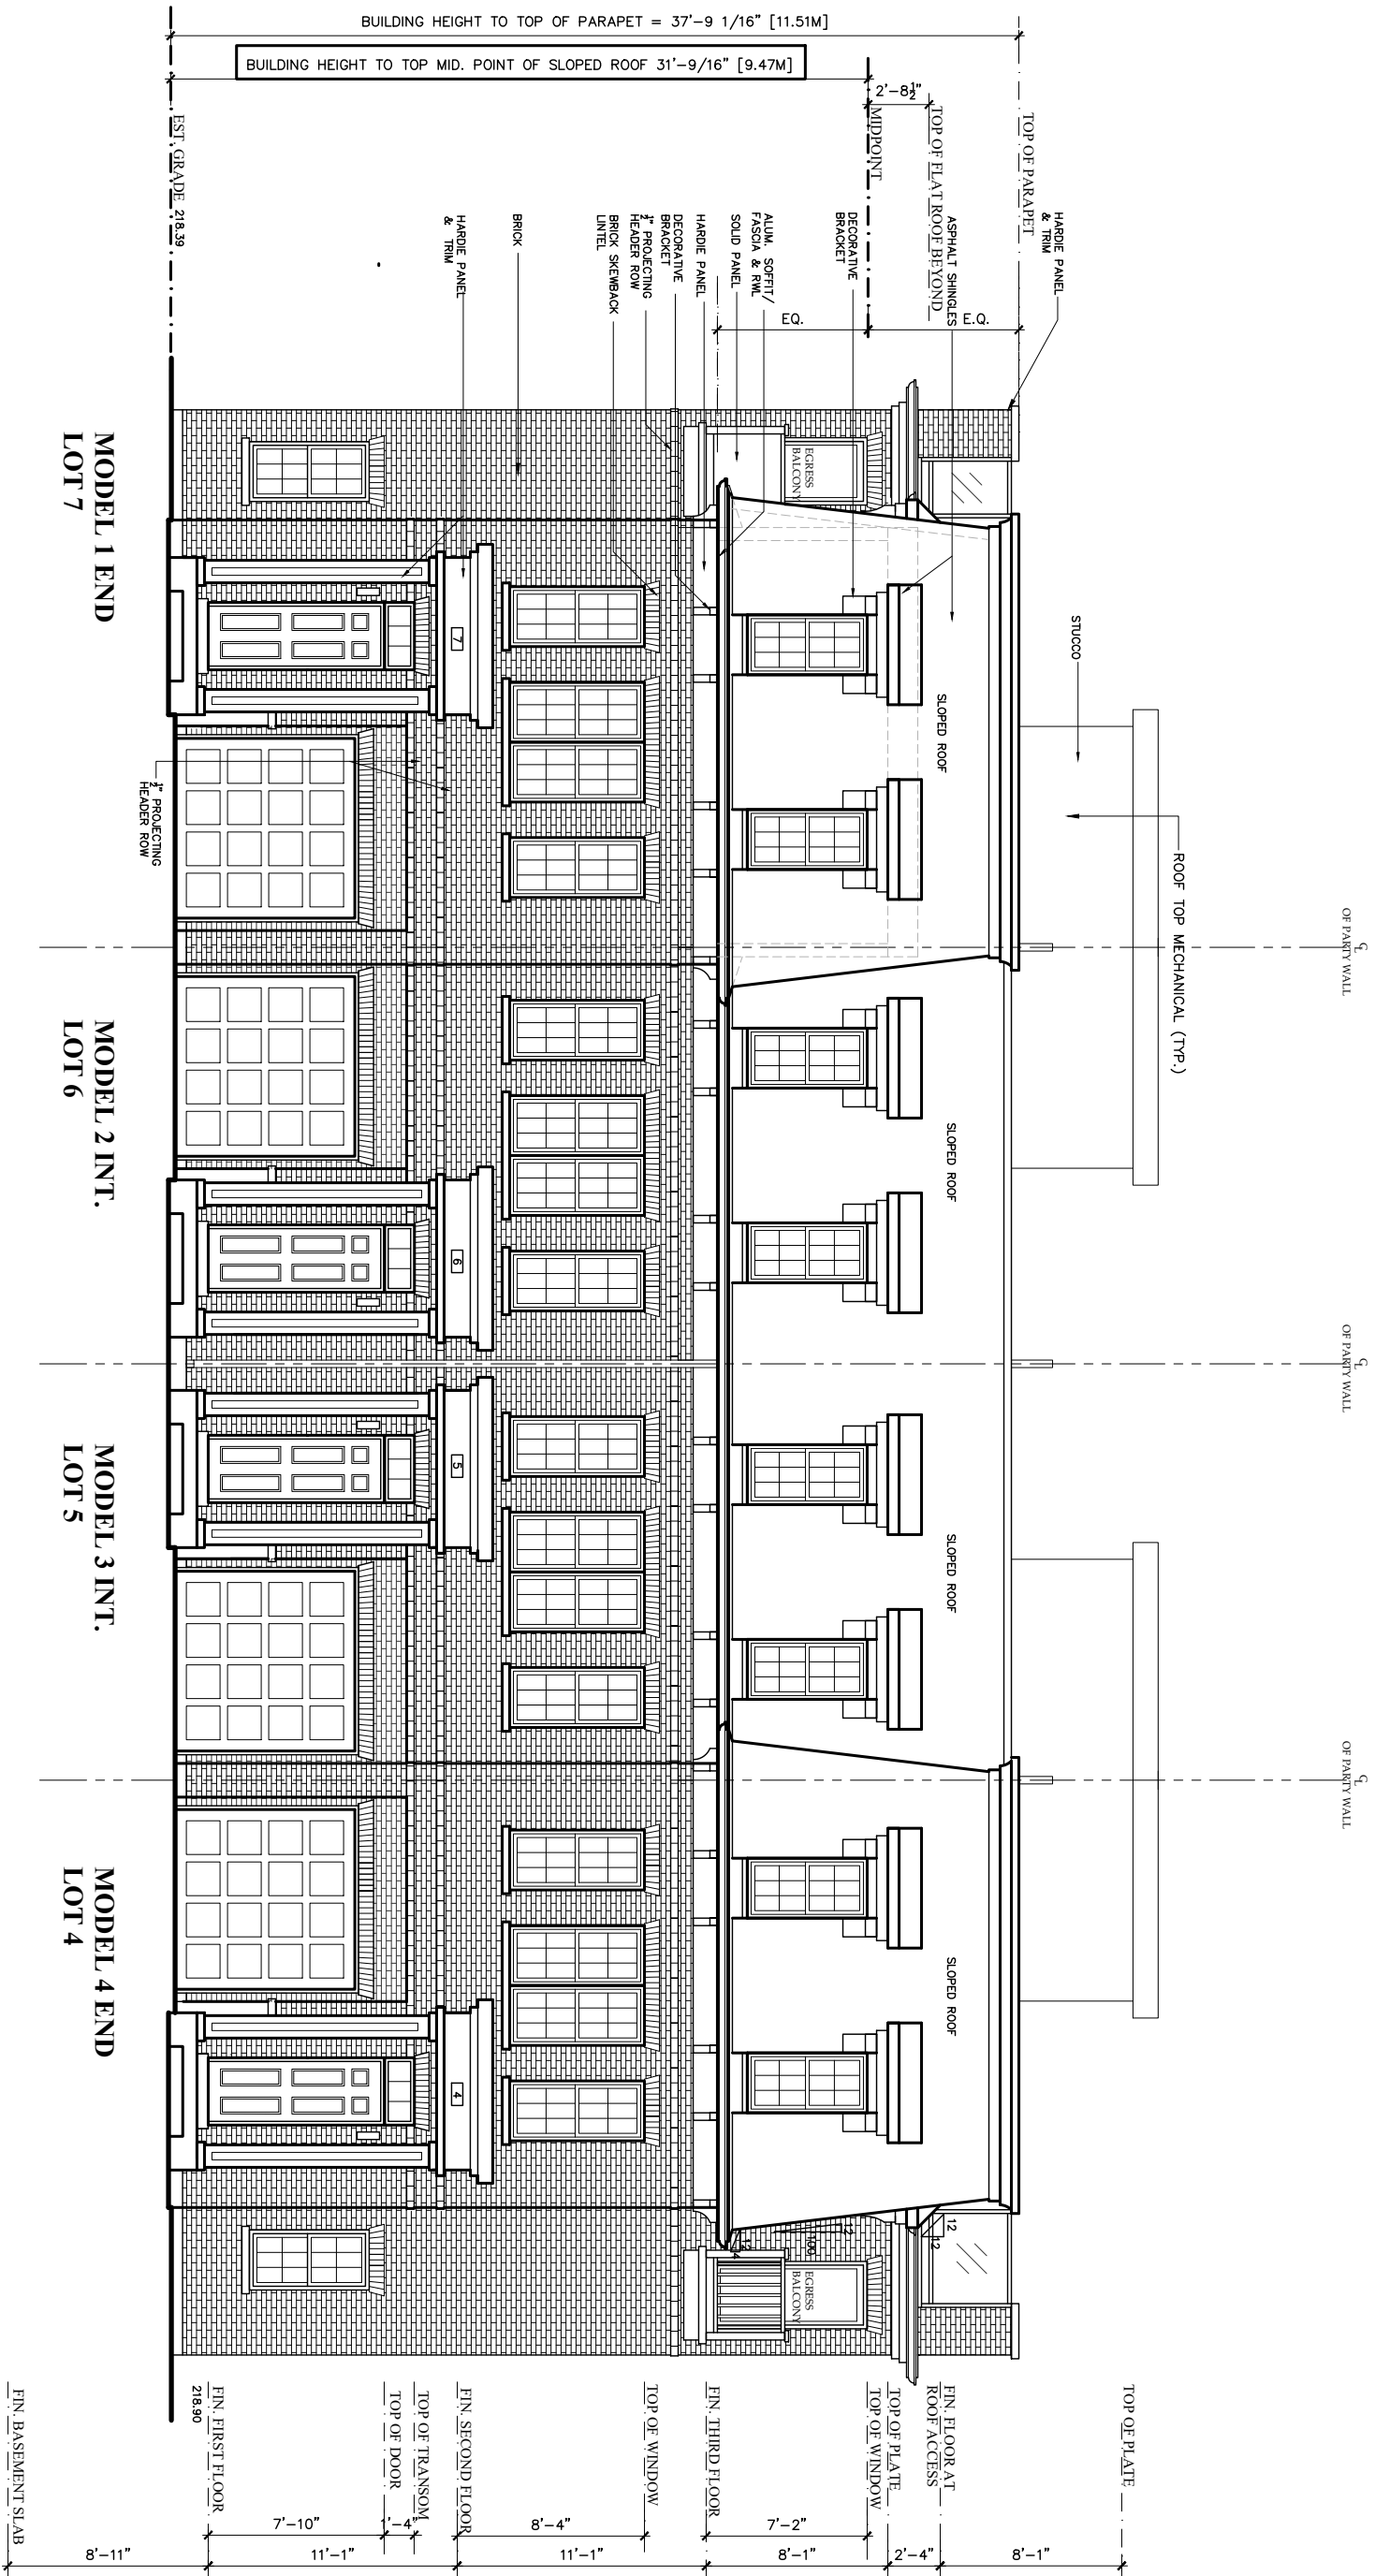 BUILDING HEIGHT TO TOP OF PARAPET = 37'-9 1/16" [11.51M]
BUILDING HEIGHT TO TOP MID. POINT OF SLOPED ROOF 31'-9/16" [9.47M]
2'-8½"
TOP OF PARAPET
TOP OF FLAT ROOF BEYOND
MIDPOINT
EST. GRADE 218.39
E.Q.
EQ.
HARDIE PANEL
& TRIM
ASPHALT SHINGLES
DECORATIVE
BRACKET
ALUM. SOFFIT/
FASCIA & RWL
SOLID PANEL
HARDIE PANEL
DECORATIVE
BRACKET
½" PROJECTING
HEADER ROW
BRICK SKEWBACK
LINTEL
BRICK
HARDIE PANEL
& TRIM
STUCCO
ROOF TOP MECHANICAL (TYP.)
℄
OF PARTY WALL
℄
OF PARTY WALL
℄
OF PARTY WALL
SLOPED ROOF
SLOPED ROOF
SLOPED ROOF
SLOPED ROOF
EGRESS
BALCONY
EGRESS
BALCONY
12
12
12
100
12
4
7
6
5
4
½" PROJECTING
HEADER ROW
MODEL 1 END
LOT 7
MODEL 2 INT.
LOT 6
MODEL 3 INT.
LOT 5
MODEL 4 END
LOT 4
TOP OF PLATE
FIN. FLOOR AT
ROOF ACCESS
TOP OF PLATE
TOP OF WINDOW
FIN. THIRD FLOOR
TOP OF WINDOW
FIN. SECOND FLOOR
TOP OF TRANSOM
TOP OF DOOR
FIN. FIRST FLOOR
218.90
FIN. BASEMENT SLAB
7'-2"
8'-4"
1'-4"
7'-10"
8'-1"
2'-4"
8'-1"
11'-1"
11'-1"
8'-11"